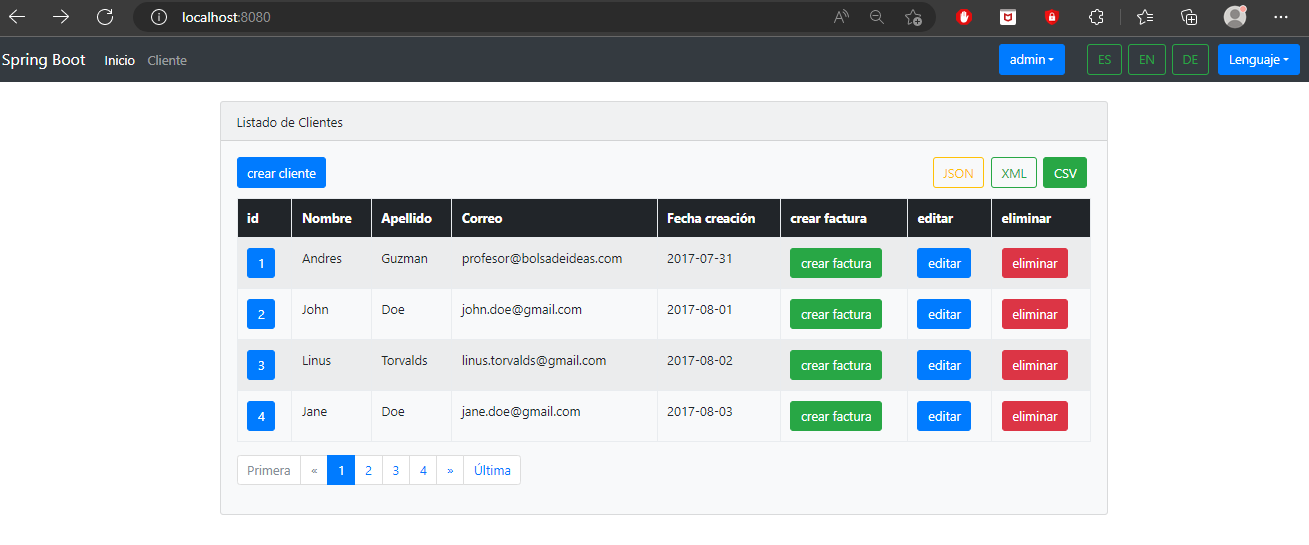 localhost:8080
Spring Boot Inicio Cliente admin ES EN DE Lenguaje
Listado de Clientes
crear cliente JSON XML CSV
id Nombre Apellido Correo Fecha creación crear factura editar eliminar
1 Andres Guzman profesor@bolsadeideas.com 2017-07-31 crear factura editar eliminar
2 John Doe john.doe@gmail.com 2017-08-01 crear factura editar eliminar
3 Linus Torvalds linus.torvalds@gmail.com 2017-08-02 crear factura editar eliminar
4 Jane Doe jane.doe@gmail.com 2017-08-03 crear factura editar eliminar
Primera « 1 2 3 4 » Última